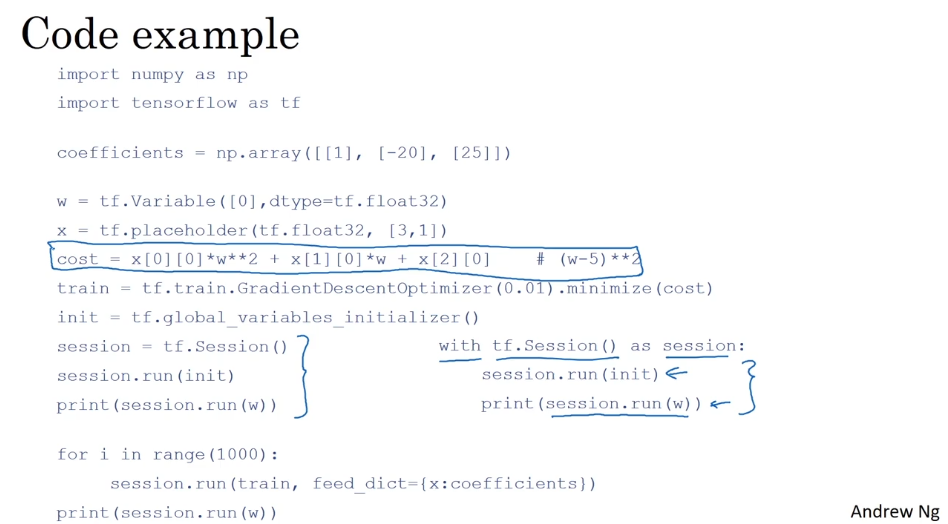 Code example
import numpy as np
import tensorflow as tf
coefficients = np.array([[1], [-20], [25]])
w = tf.Variable([0],dtype=tf.float32)
x = tf.placeholder(tf.float32, [3,1])
cost = x[0][0]*w**2 + x[1][0]*w + x[2][0] # (w-5)**2
train = tf.train.GradientDescentOptimizer(0.01).minimize(cost)
init = tf.global_variables_initializer()
session = tf.Session()
session.run(init)
print(session.run(w))
with tf.Session() as session:
session.run(init)
print(session.run(w))
for i in range(1000):
session.run(train, feed_dict={x:coefficients})
print(session.run(w))
Andrew Ng